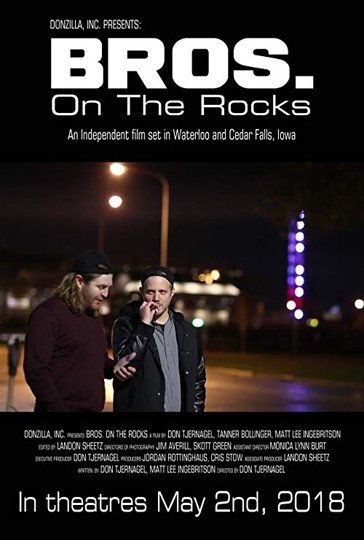 DONZILLA, INC. PRESENTS:
BROS.
On The Rocks
An Independent film set in Waterloo and Cedar Falls, Iowa
DONZILLA, INC. PRESENTS BROS. ON THE ROCKS A FILM BY DON TJERNAGEL, TANNER BOLLINGER, MATT LEE INGEBRITSON
EDITED BY LANDON SHEETZ DIRECTORS OF PHOTOGRAPHY JIM AVERILL, SKOTT GREEN ASSISTANT DIRECTOR MONICA LYNN BURT
EXECUTIVE PRODUCER DON TJERNAGEL PRODUCERS JORDAN ROTTINGHAUS, CRIS STOW ASSOCIATE PRODUCER LANDON SHEETZ
WRITTEN BY DON TJERNAGEL, MATT LEE INGEBRITSON DIRECTED BY DON TJERNAGEL
In theatres May 2nd, 2018